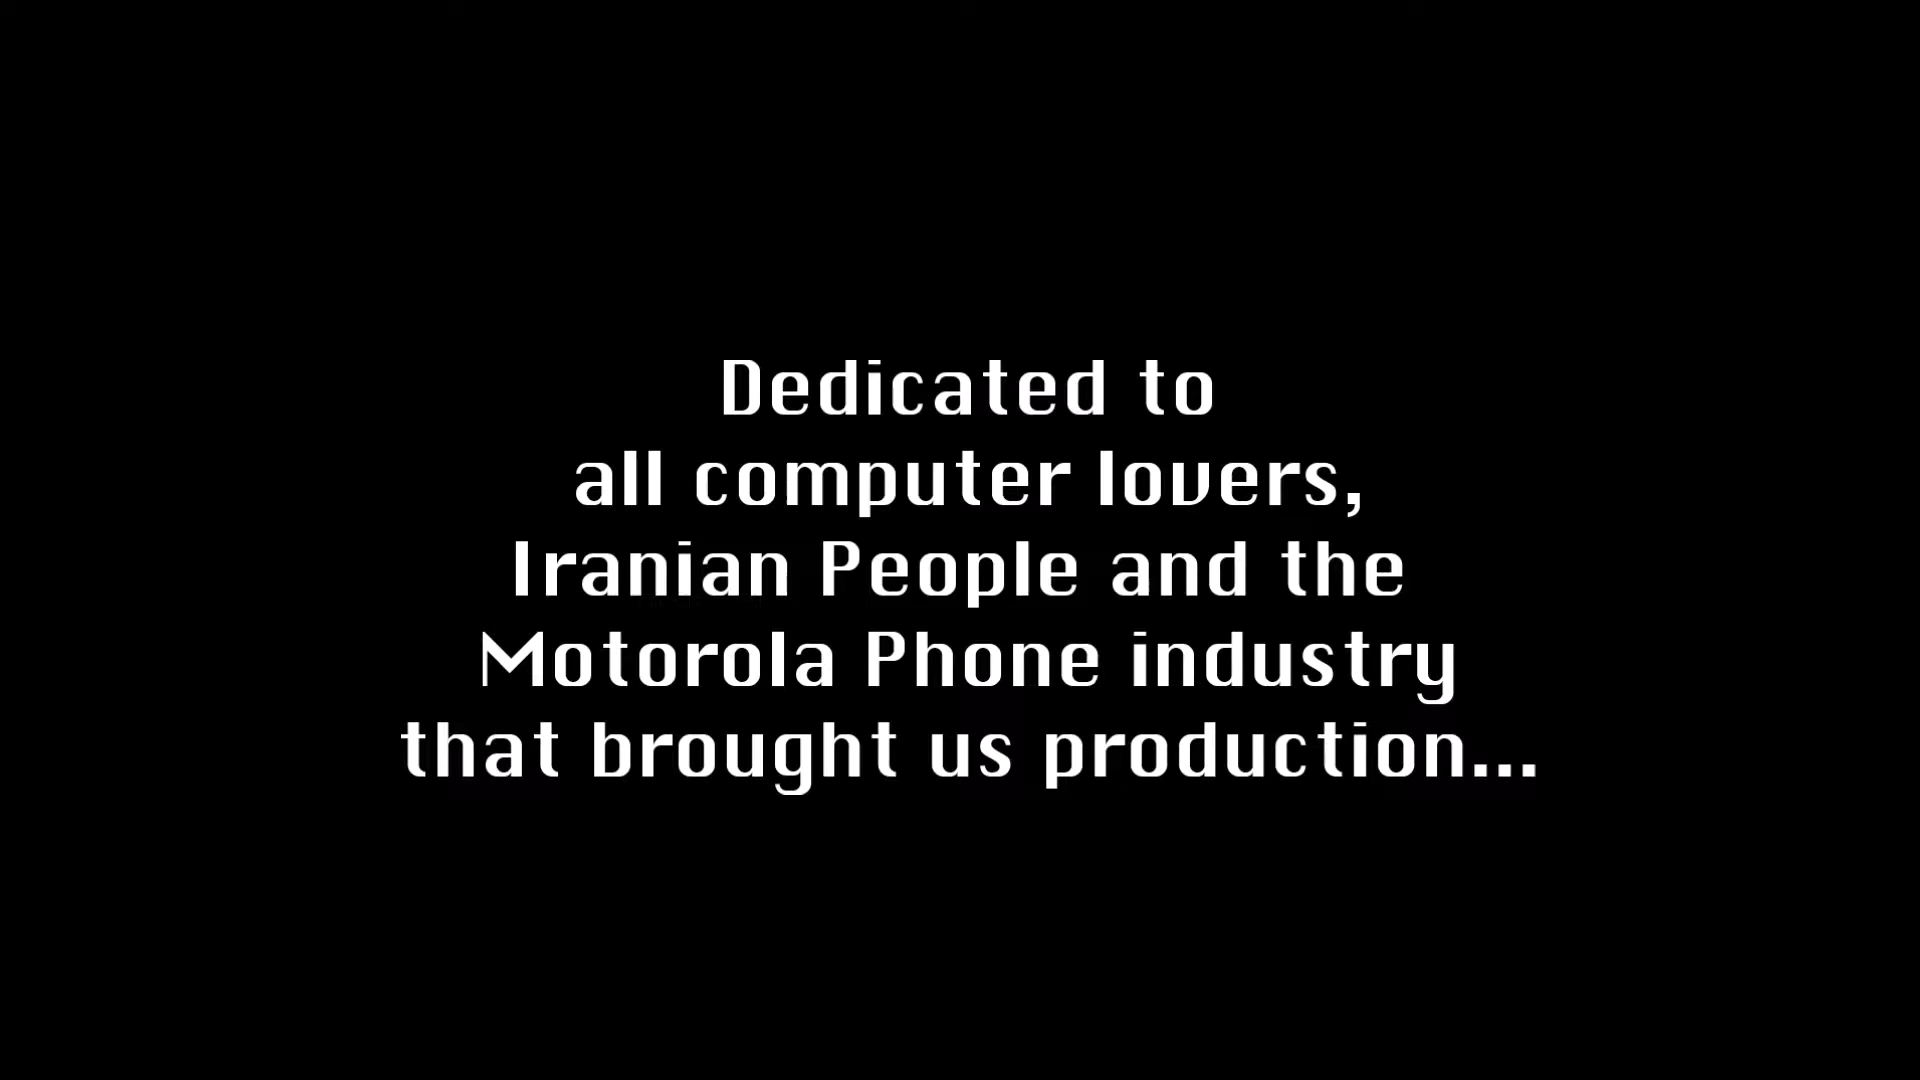 Dedicated to
all computer lovers,
Iranian People and the
Motorola Phone industry
that brought us production...